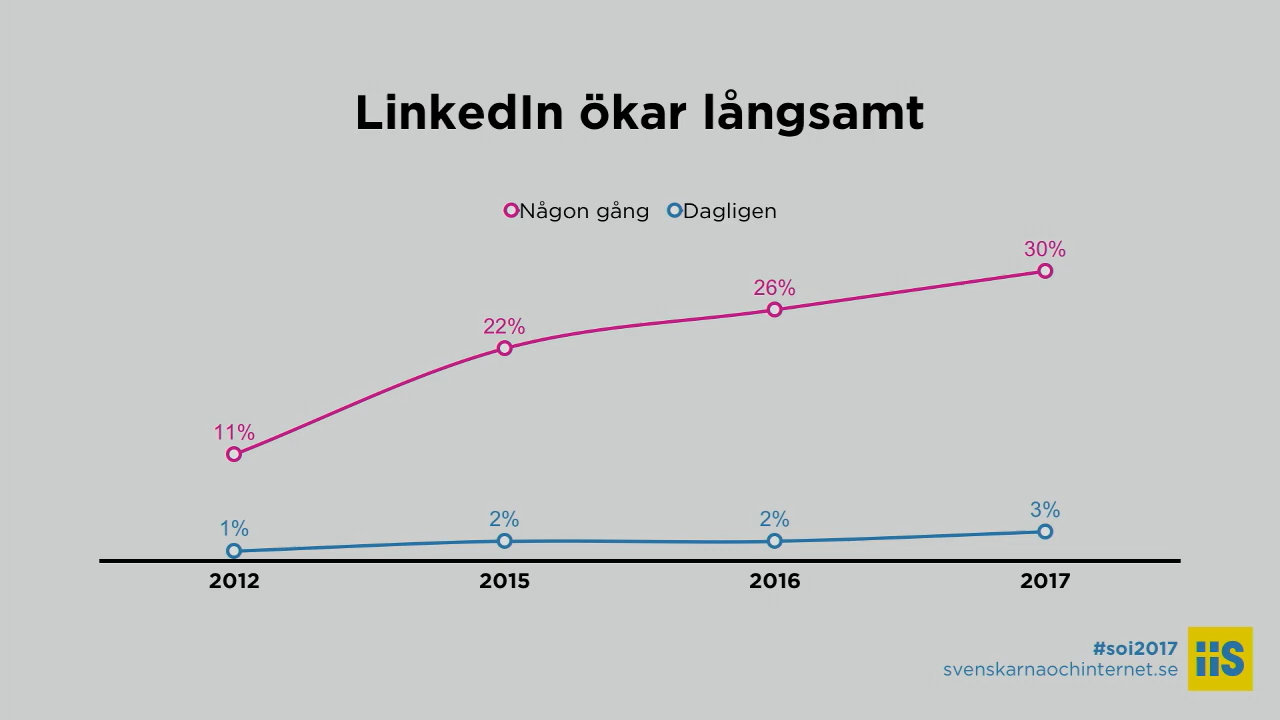 LinkedIn ökar långsamt
Någon gång Dagligen
30%
26%
22%
11%
3%
2% 2%
1%
2012 2015 2016 2017
#soi2017
svenskarnaochinternet.se
iis